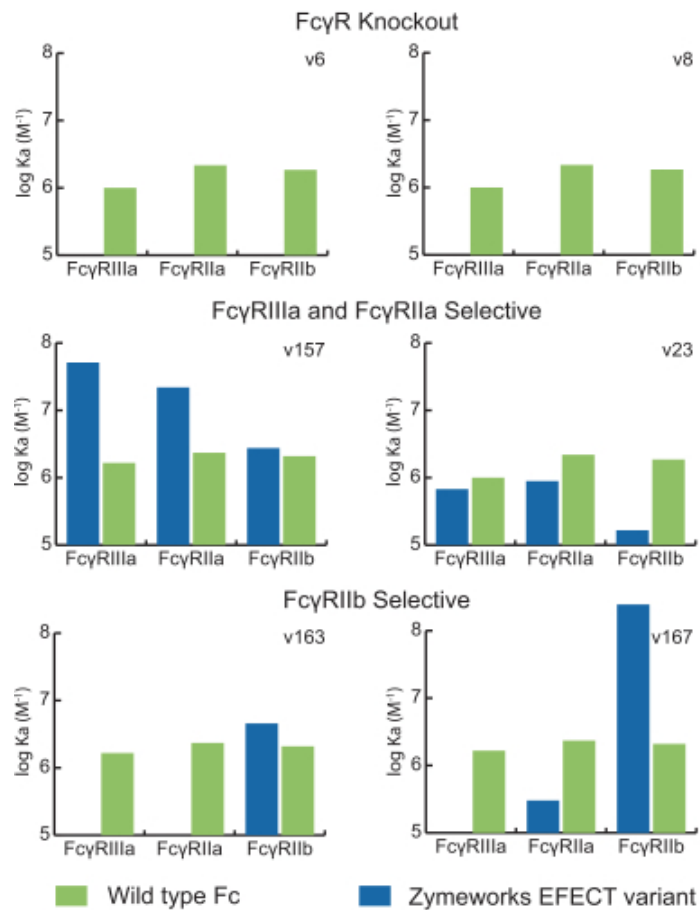 FcγR Knockout
v6
8
7
6
5
log Ka (M⁻¹)
FcγRIIIa FcγRIIa FcγRIIb
v8
8
7
6
5
log Ka (M⁻¹)
FcγRIIIa FcγRIIa FcγRIIb
FcγRIIIa and FcγRIIa Selective
v157
8
7
6
5
log Ka (M⁻¹)
FcγRIIIa FcγRIIa FcγRIIb
v23
8
7
6
5
log Ka (M⁻¹)
FcγRIIIa FcγRIIa FcγRIIb
FcγRIIb Selective
v163
8
7
6
5
log Ka (M⁻¹)
FcγRIIIa FcγRIIa FcγRIIb
v167
8
7
6
5
log Ka (M⁻¹)
FcγRIIIa FcγRIIa FcγRIIb
Wild type Fc
Zymeworks EFECT variant